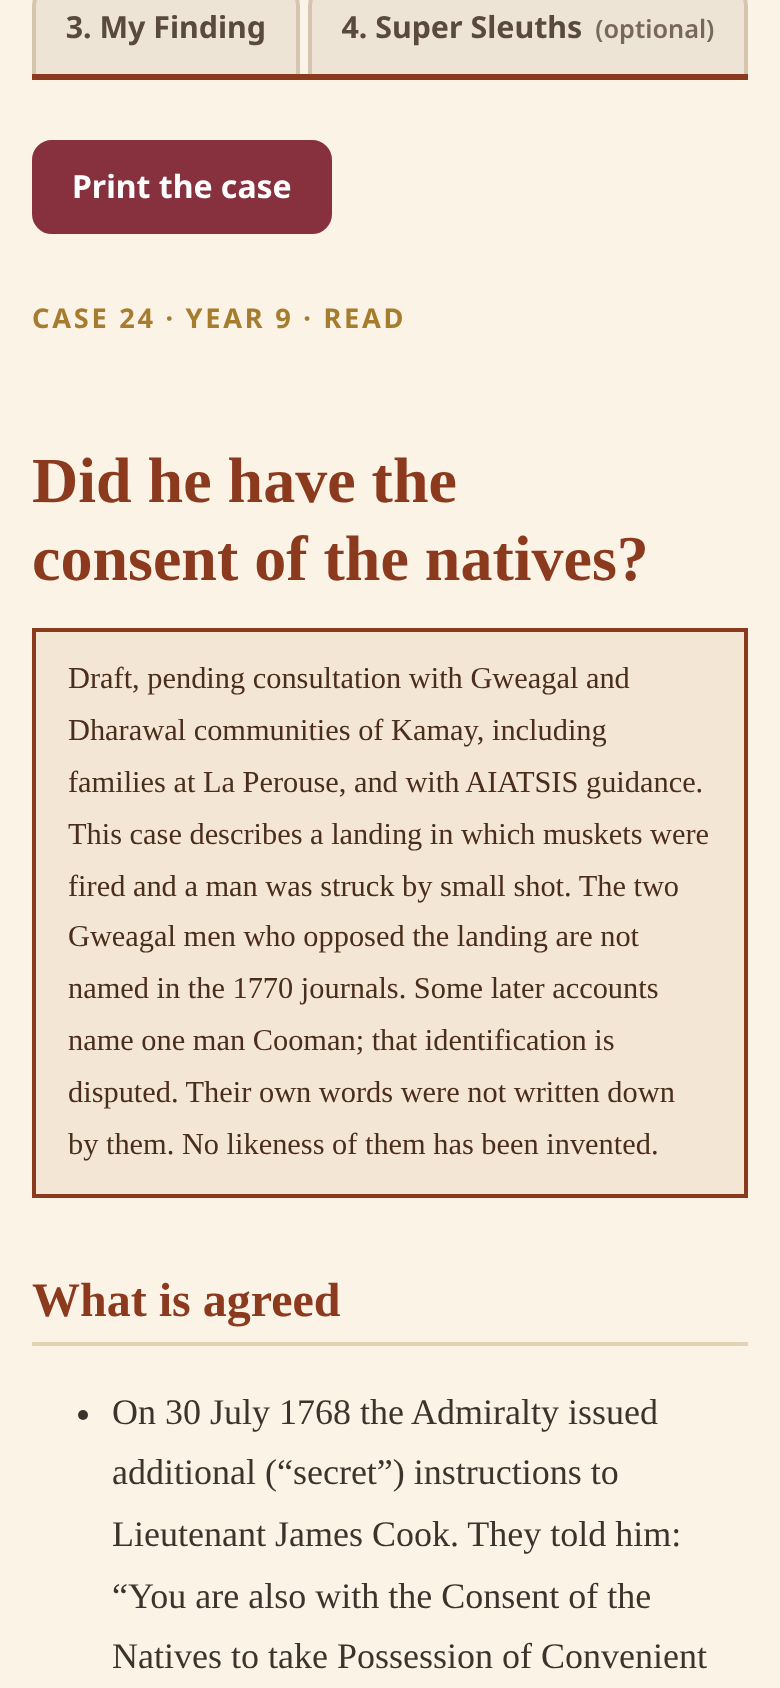 3. My Finding
4. Super Sleuths (optional)
Print the case
CASE 24 · YEAR 9 · READ
Did he have the
consent of the natives?
Draft, pending consultation with Gweagal and
Dharawal communities of Kamay, including
families at La Perouse, and with AIATSIS guidance.
This case describes a landing in which muskets were
fired and a man was struck by small shot. The two
Gweagal men who opposed the landing are not
named in the 1770 journals. Some later accounts
name one man Cooman; that identification is
disputed. Their own words were not written down
by them. No likeness of them has been invented.
What is agreed
• On 30 July 1768 the Admiralty issued
additional (“secret”) instructions to
Lieutenant James Cook. They told him:
“You are also with the Consent of the
Natives to take Possession of Convenient